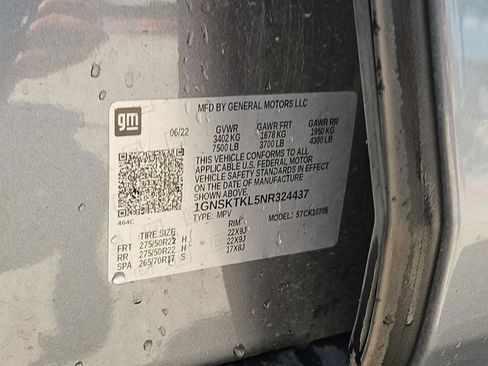 MFD BY GENERAL MOTORS LLC
gm
06/22 GVWR GAWR FRT GAWR RR
3402 KG 1678 KG 1950 KG
7500 LB 3700 LB 4300 LB
THIS VEHICLE CONFORMS TO ALL
APPLICABLE U.S. FEDERAL MOTOR
VEHICLE SAFETY STANDARDS IN EFFECT
ON THE DATE OF MANUFACTURE
SHOWN ABOVE.
1GNSKTKL5NR324437
464C TYPE: MPV 57CK10706
TIRE SIZE RIM
FRT 275/50R22 H 22X9J
RR 275/50R22 H 22X9J
SPA 265/70R17 S 17X8J